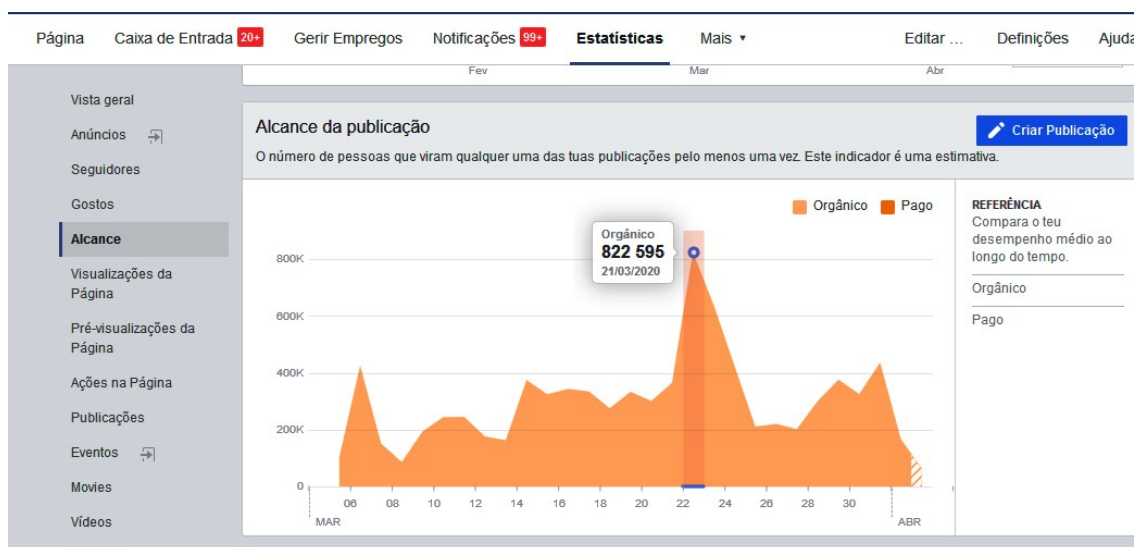 Página Caixa de Entrada 20+ Gerir Empregos Notificações 99+ Estatísticas Mais Editar ... Definições Ajuda
Fev Mar Abr
Vista geral
Anúncios
Seguidores
Gostos
Alcance
Visualizações da
Página
Pré-visualizações da
Página
Ações na Página
Publicações
Eventos
Movies
Vídeos
Alcance da publicação
Criar Publicação
O número de pessoas que viram qualquer uma das tuas publicações pelo menos uma vez. Este indicador é uma estimativa.
Orgânico Pago
Orgânico
822 595
21/03/2020
800K
600K
400K
200K
0
06 08 10 12 14 16 18 20 22 24 26 28 30
MAR ABR
REFERÊNCIA
Compara o teu
desempenho médio ao
longo do tempo.
Orgânico
Pago